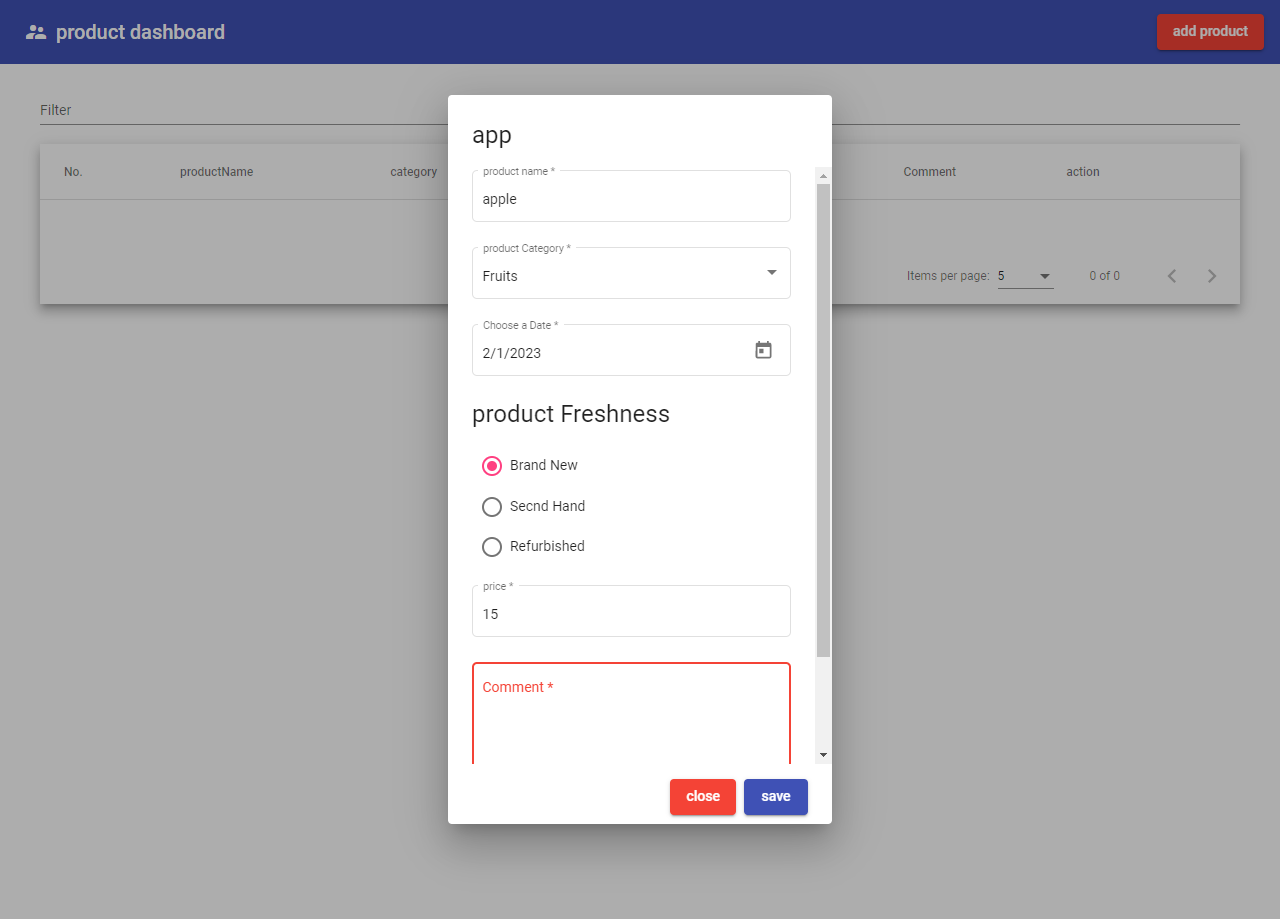 product dashboard
add product
Filter
No. productName category Comment action
Items per page: 5 0 of 0
app
product name *
apple
product Category *
Fruits
Choose a Date *
2/1/2023
product Freshness
Brand New
Secnd Hand
Refurbished
price *
15
Comment *
close save